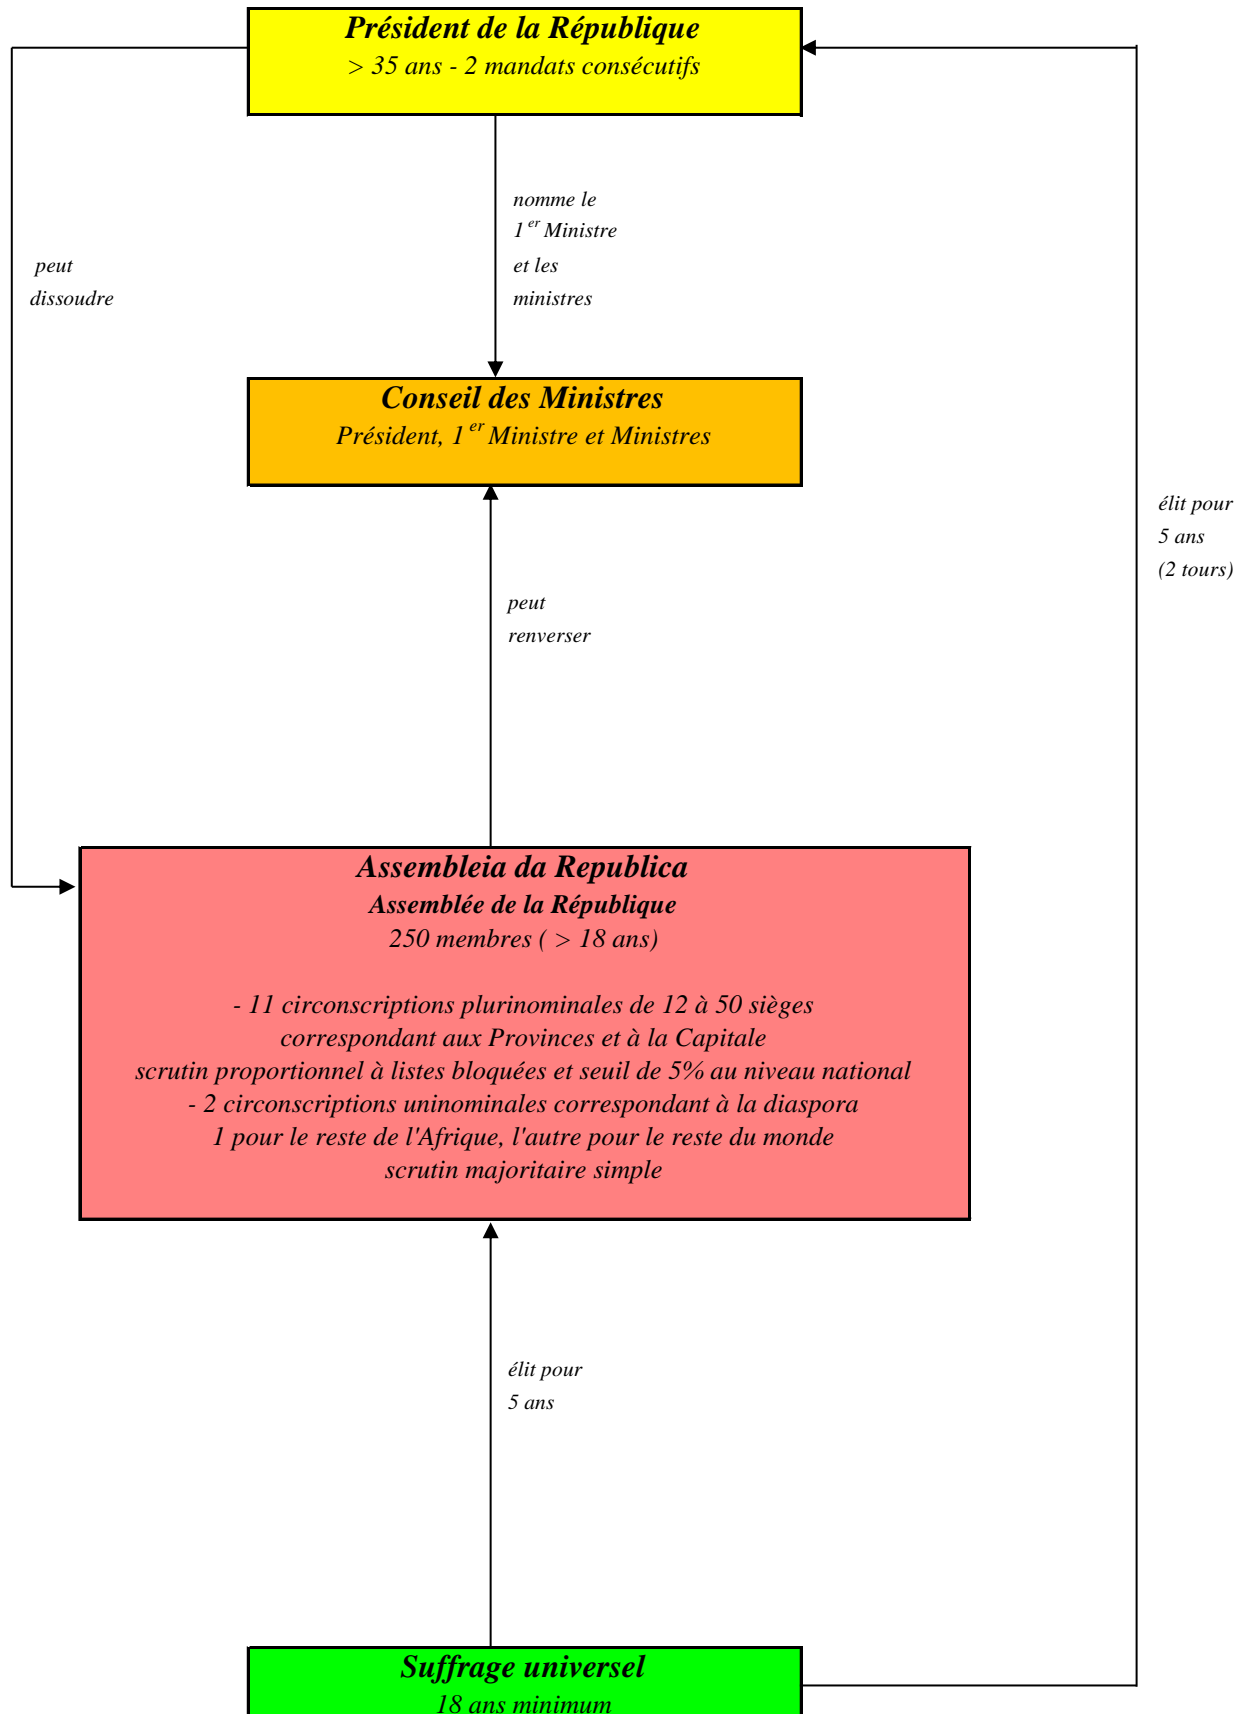 Président de la République
> 35 ans - 2 mandats consécutifs
nomme le
1er Ministre
et les
ministres
peut
dissoudre
Conseil des Ministres
Président, 1er Ministre et Ministres
élit pour
5 ans
(2 tours)
peut
renverser
Assembleia da Republica
Assemblée de la République
250 membres ( > 18 ans)
- 11 circonscriptions plurinominales de 12 à 50 sièges
correspondant aux Provinces et à la Capitale
scrutin proportionnel à listes bloquées et seuil de 5% au niveau national
- 2 circonscriptions uninominales correspondant à la diaspora
1 pour le reste de l'Afrique, l'autre pour le reste du monde
scrutin majoritaire simple
élit pour
5 ans
Suffrage universel
18 ans minimum